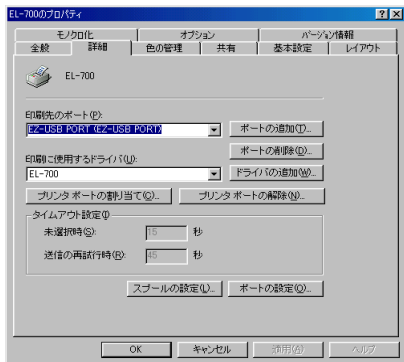 EL-700のプロパティ
モノクロ化 オプション バージョン情報
全般 詳細 色の管理 共有 基本設定 レイアウト
EL-700
印刷先のポート(P):
EZ-USB PORT (EZ-USB PORT) ポートの追加(T)...
ポートの削除(D)...
印刷に使用するドライバ(U):
EL-700 ドライバの追加(W)...
プリンタ ポートの割り当て(C)... プリンタ ポートの解除(N)...
タイムアウト設定
未選択時(S): 15 秒
送信の再試行時(R): 45 秒
スプールの設定(L)... ポートの設定(O)...
OK キャンセル 適用(A) ヘルプ